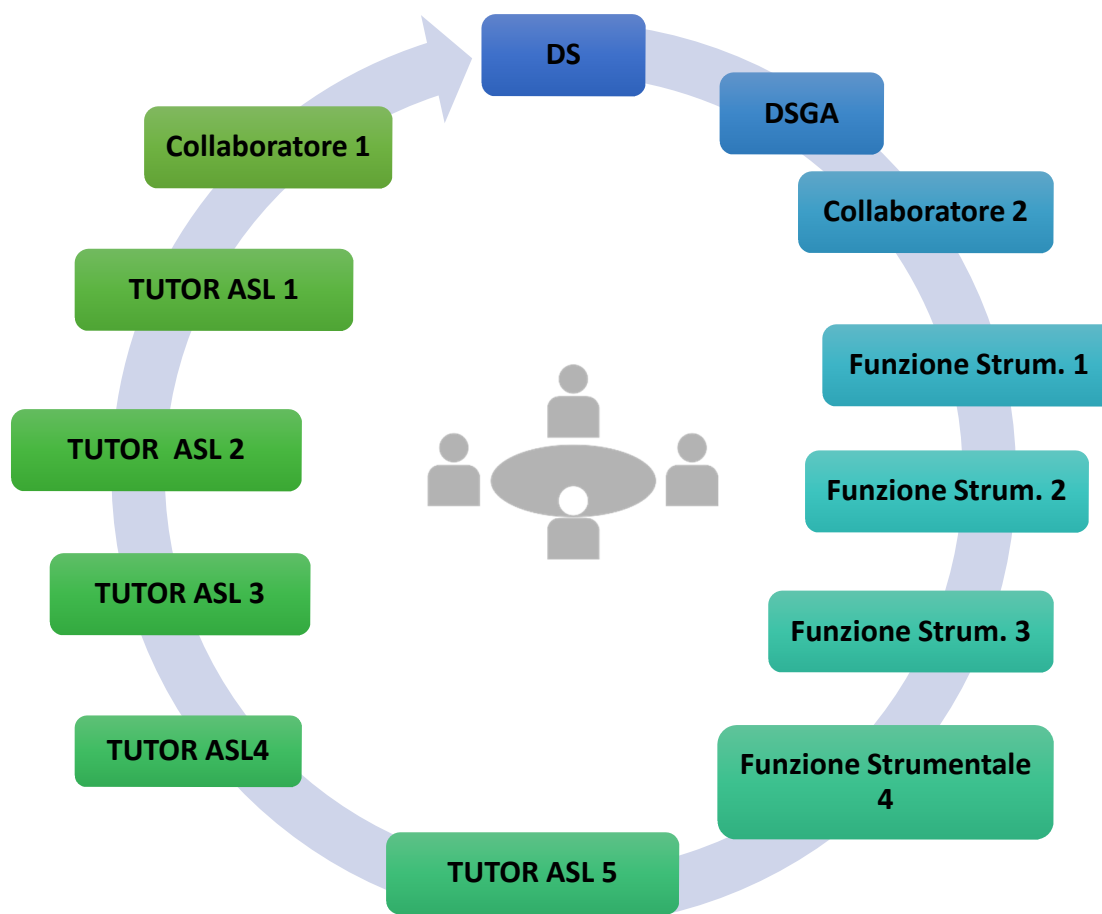 DS
DSGA
Collaboratore 2
Funzione Strum. 1
Funzione Strum. 2
Funzione Strum. 3
Funzione Strumentale
4
TUTOR ASL 5
TUTOR ASL4
TUTOR ASL 3
TUTOR  ASL 2
TUTOR ASL 1
Collaboratore 1